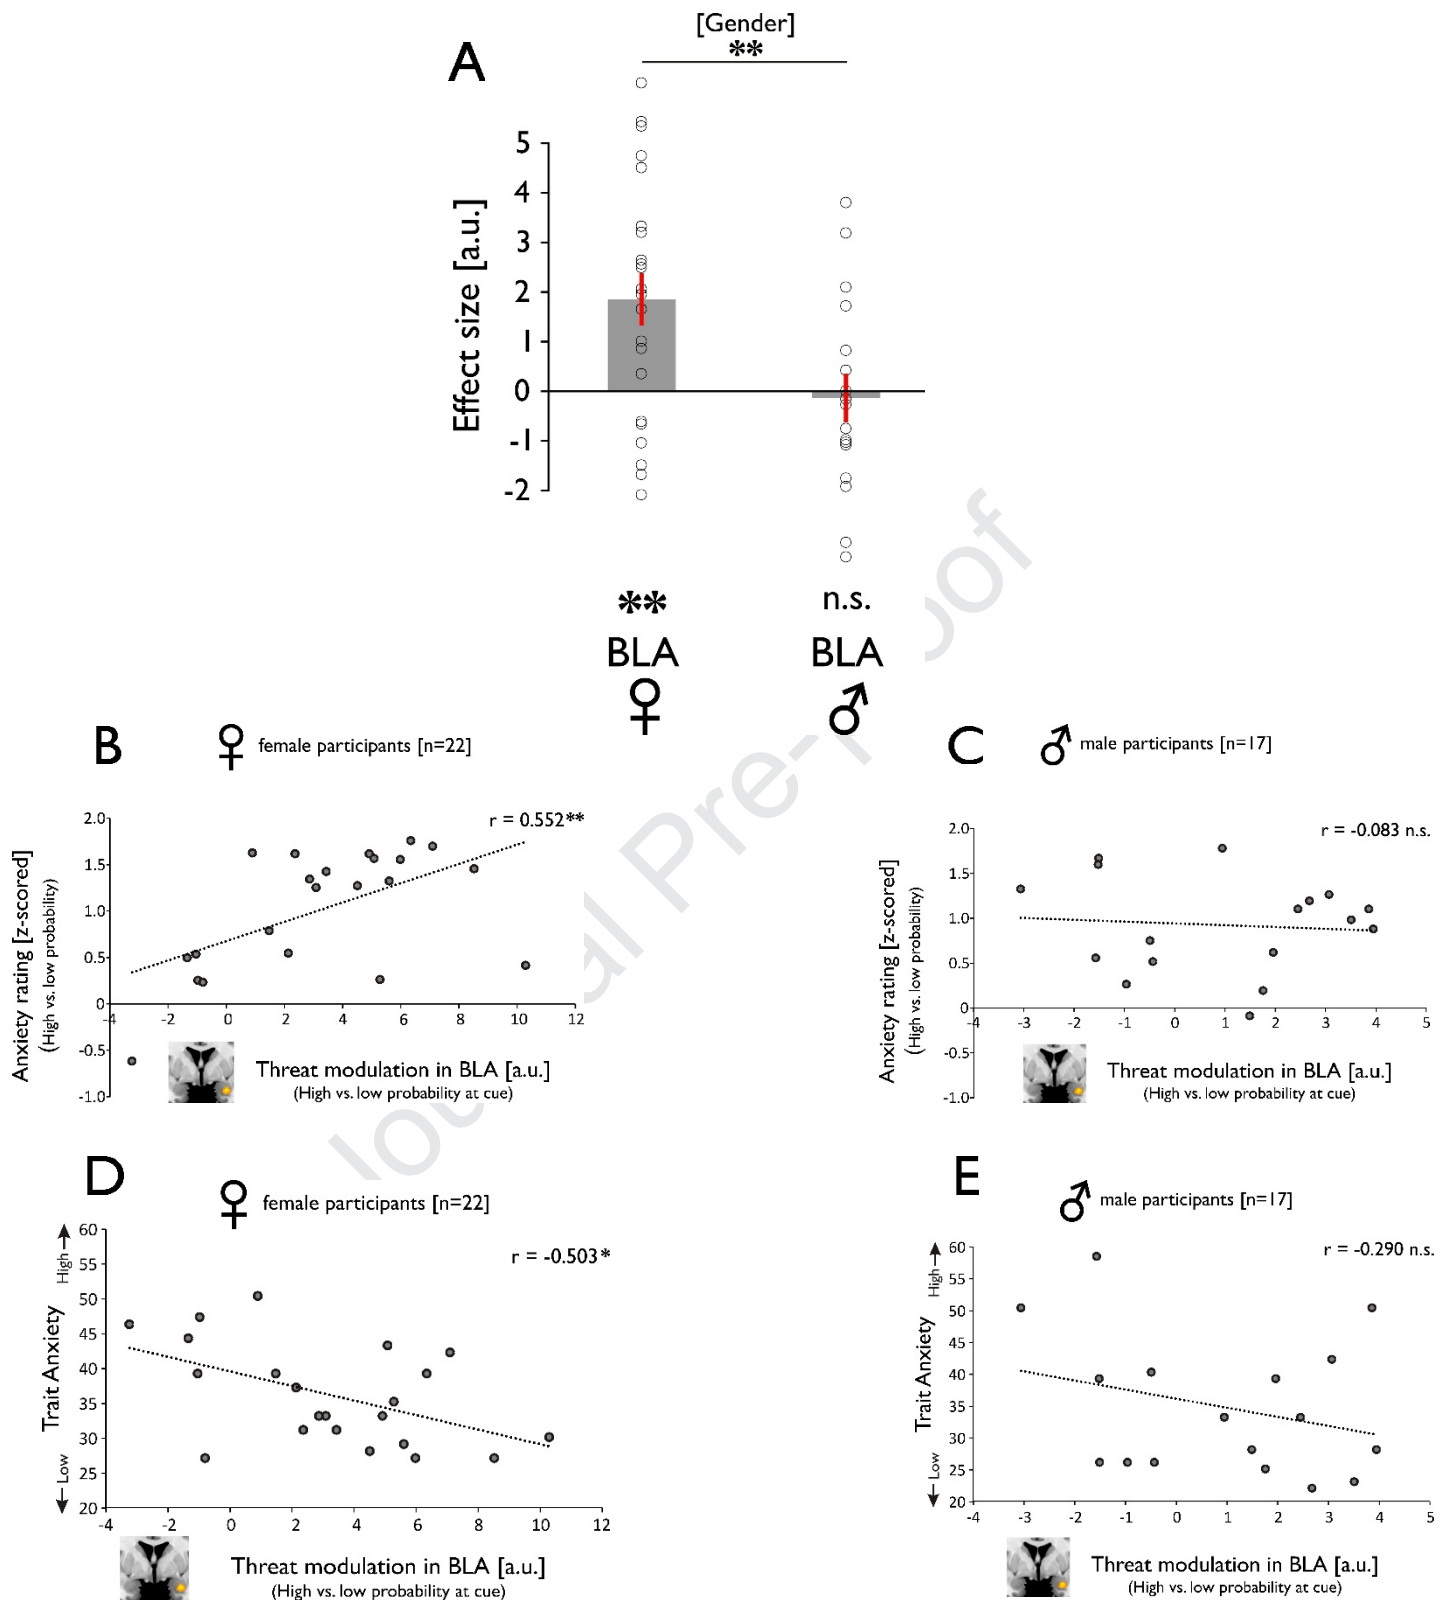 [Gender]
**
A
Effect size [a.u.]
5
4
3
2
1
0
-1
-2
** n.s.
BLA BLA
♀ ♂
Journal Pre-proof
B ♀ female participants [n=22]
r = 0.552**
Anxiety rating [z-scored]
(High vs. low probability)
2.0
1.5
1.0
0.5
0
-0.5
-1.0
-4 -2 0 2 4 6 8 10 12
Threat modulation in BLA [a.u.]
(High vs. low probability at cue)
C ♂ male participants [n=17]
r = -0.083 n.s.
Anxiety rating [z-scored]
(High vs. low probability)
2.0
1.5
1.0
0.5
0
-0.5
-1.0
-4 -3 -2 -1 0 1 2 3 4 5
Threat modulation in BLA [a.u.]
(High vs. low probability at cue)
D ♀ female participants [n=22]
r = -0.503*
Trait Anxiety
High
Low
60
55
50
45
40
35
30
25
20
-4 -2 0 2 4 6 8 10 12
Threat modulation in BLA [a.u.]
(High vs. low probability at cue)
E ♂ male participants [n=17]
r = -0.290 n.s.
Trait Anxiety
High
Low
60
55
50
45
40
35
30
25
20
-4 -3 -2 -1 0 1 2 3 4 5
Threat modulation in BLA [a.u.]
(High vs. low probability at cue)